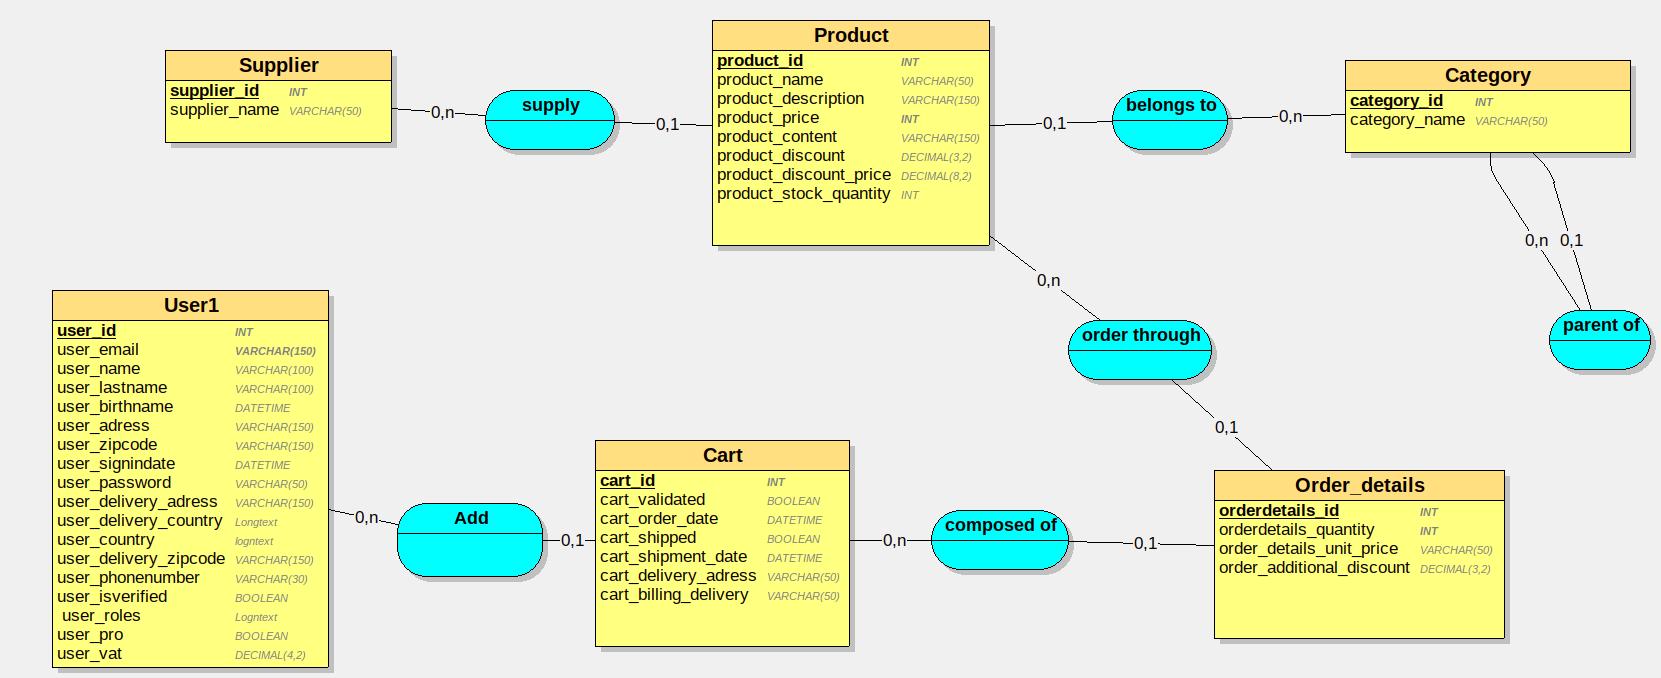 Supplier
supplier_id INT
supplier_name VARCHAR(50)
0,n
supply
0,1
Product
product_id INT
product_name VARCHAR(50)
product_description VARCHAR(150)
product_price INT
product_content VARCHAR(150)
product_discount DECIMAL(3,2)
product_discount_price DECIMAL(8,2)
product_stock_quantity INT
0,1
belongs to
0,n
Category
category_id INT
category_name VARCHAR(50)
0,n 0,1
parent of
0,n
order through
0,1
User1
user_id INT
user_email VARCHAR(150)
user_name VARCHAR(100)
user_lastname VARCHAR(100)
user_birthname DATETIME
user_adress VARCHAR(150)
user_zipcode VARCHAR(150)
user_signindate DATETIME
user_password VARCHAR(50)
user_delivery_adress VARCHAR(150)
user_delivery_country Longtext
user_country logntext
user_delivery_zipcode VARCHAR(150)
user_phonenumber VARCHAR(30)
user_isverified BOOLEAN
user_roles Logntext
user_pro BOOLEAN
user_vat DECIMAL(4,2)
0,n
Add
0,1
Cart
cart_id INT
cart_validated BOOLEAN
cart_order_date DATETIME
cart_shipped BOOLEAN
cart_shipment_date DATETIME
cart_delivery_adress VARCHAR(50)
cart_billing_delivery VARCHAR(50)
0,n
composed of
0,1
Order_details
orderdetails_id INT
orderdetails_quantity INT
order_details_unit_price VARCHAR(50)
order_additional_discount DECIMAL(3,2)